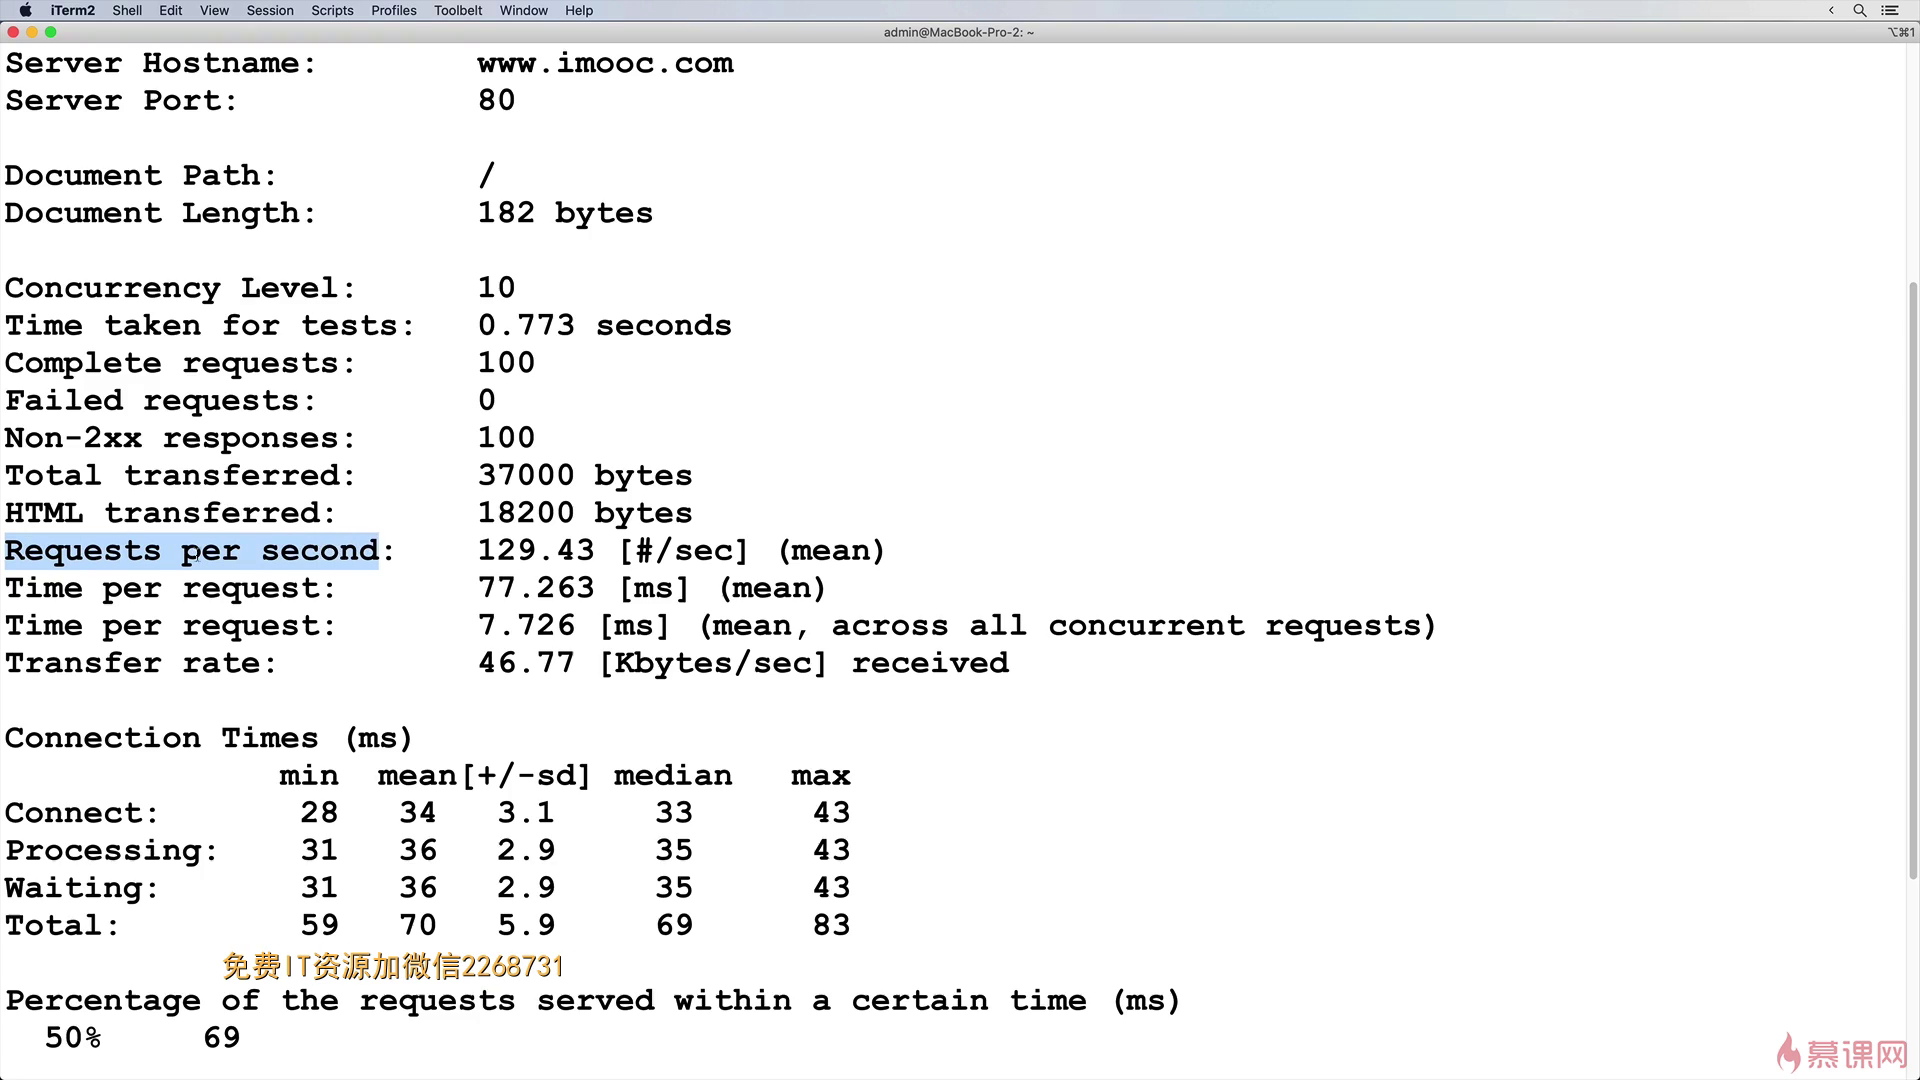 iTerm2 Shell Edit View Session Scripts Profiles Toolbelt Window Help
admin@MacBook-Pro-2: ~ ⌥⌘1
Server Hostname: www.imooc.com
Server Port: 80
Document Path: /
Document Length: 182 bytes
Concurrency Level: 10
Time taken for tests: 0.773 seconds
Complete requests: 100
Failed requests: 0
Non-2xx responses: 100
Total transferred: 37000 bytes
HTML transferred: 18200 bytes
Requests per second: 129.43 [#/sec] (mean)
Time per request: 77.263 [ms] (mean)
Time per request: 7.726 [ms] (mean, across all concurrent requests)
Transfer rate: 46.77 [Kbytes/sec] received
Connection Times (ms)
min mean[+/-sd] median max
Connect: 28 34 3.1 33 43
Processing: 31 36 2.9 35 43
Waiting: 31 36 2.9 35 43
Total: 59 70 5.9 69 83
免费IT资源加微信2268731
Percentage of the requests served within a certain time (ms)
50% 69
慕课网